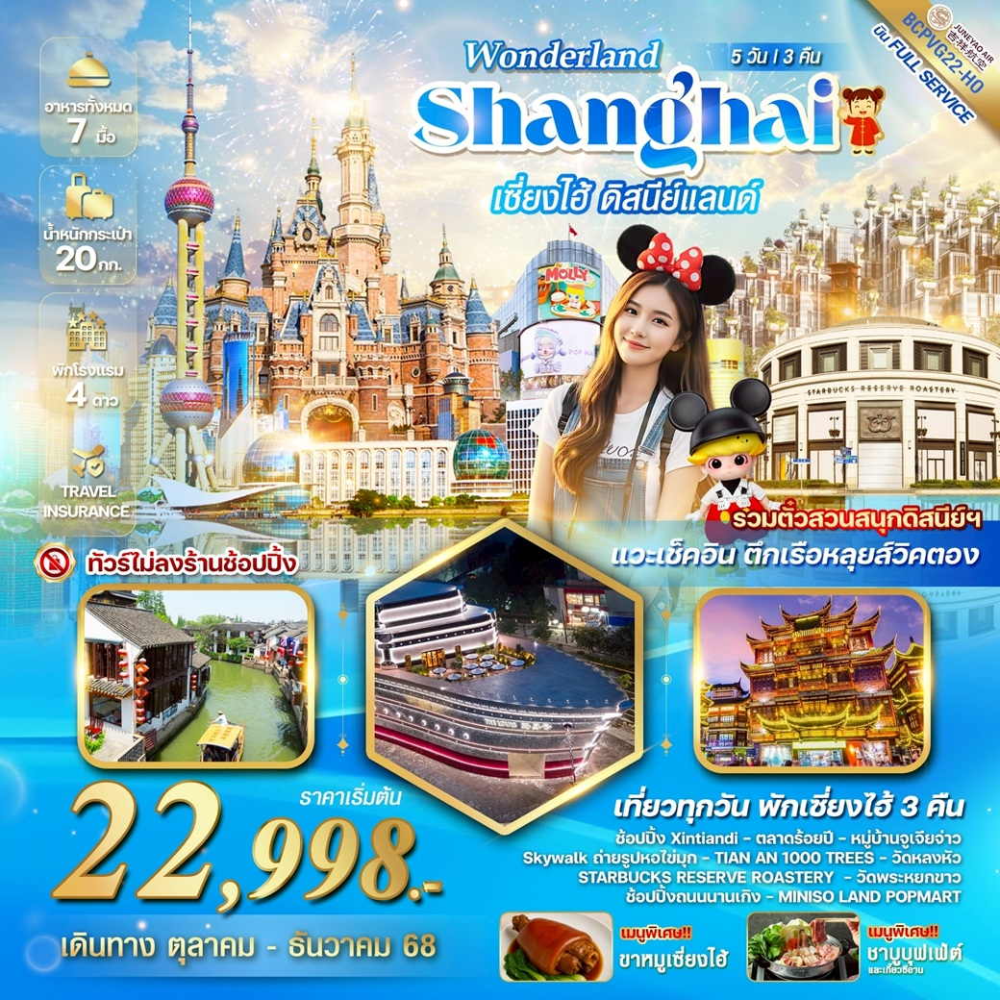 BCPVG22-HO
บิน FULL SERVICE
JUNEYAO AIR
吉祥航空
Wonderland
5 วัน | 3 คืน
Shanghai
เซี่ยงไฮ้ ดิสนีย์แลนด์
อาหารทั้งหมด
7 มื้อ
น้ำหนักกระเป๋า
20 กก.
พักโรงแรม
4 ดาว
TRAVEL
INSURANCE
MOLLY
STARBUCKS RESERVE ROASTERY
รวมตั๋วสวนสนุกดิสนีย์ฯ
แวะเช็คอิน ตึกเรือหลุยส์วิคตอง
ทัวร์ไม่ลงร้านช้อปปิ้ง
ราคาเริ่มต้น
22,998.-
เดินทาง ตุลาคม - ธันวาคม 68
เที่ยวทุกวัน พักเซี่ยงไฮ้ 3 คืน
ช้อปปิ้ง Xintiandi - ตลาดร้อยปี - หมู่บ้านจูเจียจ่าว
Skywalk ถ่ายรูปหอไข่มุก - TIAN AN 1000 TREES - วัดหลงหัว
STARBUCKS RESERVE ROASTERY - วัดพระหยกขาว
ช้อปปิ้งถนนนานเกิง - MINISO LAND POPMART
เมนูพิเศษ!!
ขาหมูเซี่ยงไฮ้
เมนูพิเศษ!!
ชาบูบุฟเฟ่ต์
และเกี๊ยวซีอาน